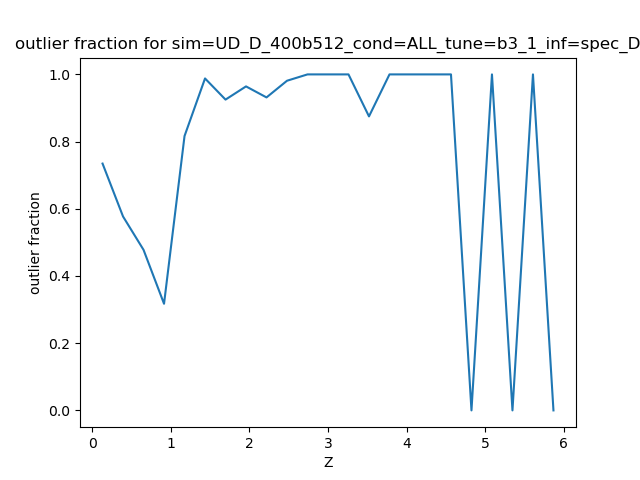 outlier fraction for sim=UD_D_400b512_cond=ALL_tune=b3_1_inf=spec_D
1.0
0.8
0.6
0.4
0.2
0.0
outlier fraction
0 1 2 3 4 5 6
Z